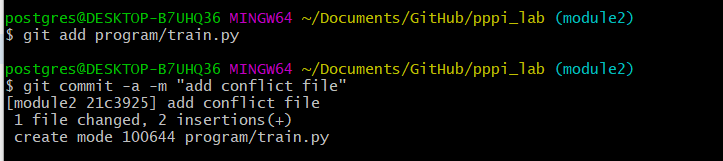 postgres@DESKTOP-B7UHQ36 MINGW64 ~/Documents/GitHub/pppi_lab (module2)
$ git add program/train.py
postgres@DESKTOP-B7UHQ36 MINGW64 ~/Documents/GitHub/pppi_lab (module2)
$ git commit -a -m "add conflict file"
[module2 21c3925] add conflict file
 1 file changed, 2 insertions(+)
 create mode 100644 program/train.py